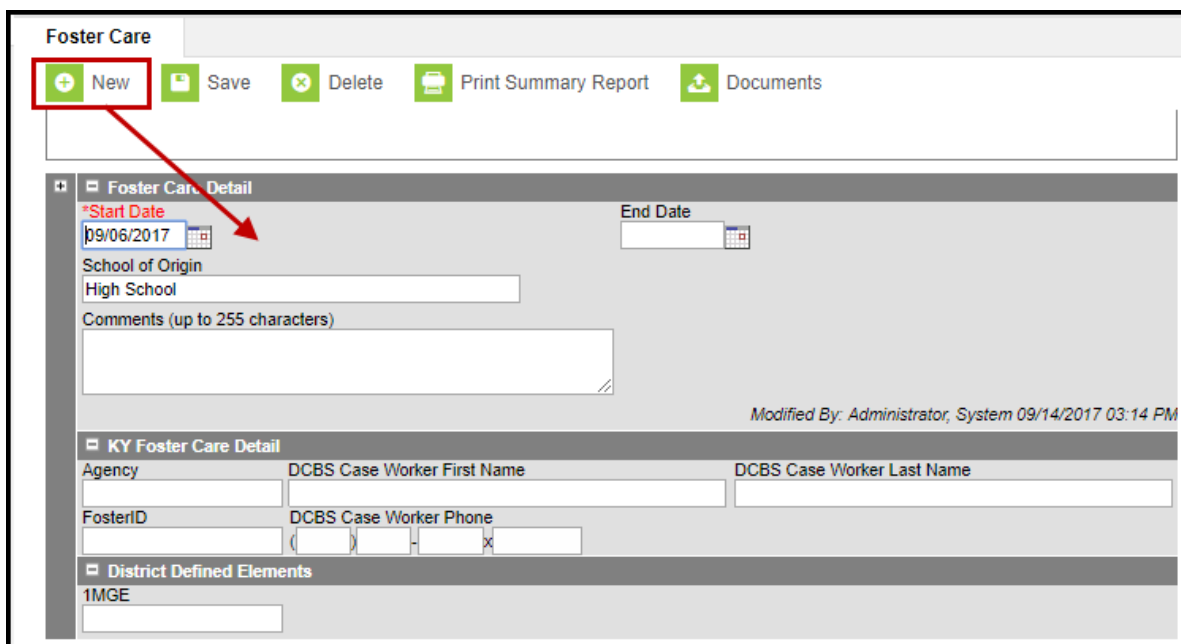 Foster Care
New Save Delete Print Summary Report Documents
Foster Care Detail
*Start Date End Date
09/06/2017
School of Origin
High School
Comments (up to 255 characters)
Modified By: Administrator, System 09/14/2017 03:14 PM
KY Foster Care Detail
Agency DCBS Case Worker First Name DCBS Case Worker Last Name
FosterID DCBS Case Worker Phone
( ) - x
District Defined Elements
1MGE